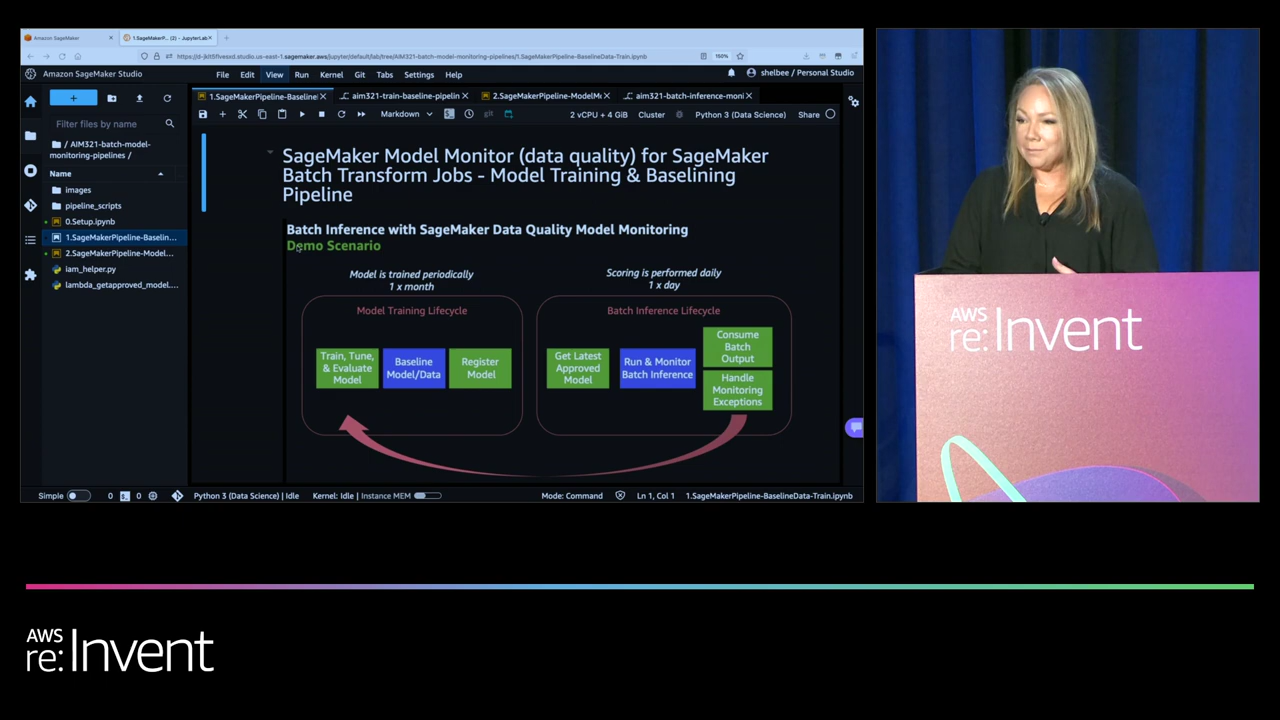 Amazon SageMaker
1.SageMakerP... (2) - JupyterLab
150%
Amazon SageMaker Studio
File Edit View Run Kernel Git Tabs Settings Help
shelbee / Personal Studio
1.SageMakerPipeline-Baseline
aim321-train-baseline-pipelin
2.SageMakerPipeline-ModelM
aim321-batch-inference-moni
Markdown
git
2 vCPU + 4 GiB
Cluster
Python 3 (Data Science)
Share
Filter files by name
/ AIM321-batch-model-
monitoring-pipelines /
Name
images
pipeline_scripts
0.Setup.ipynb
1.SageMakerPipeline-Baselin...
2.SageMakerPipeline-Model...
iam_helper.py
lambda_getapproved_model....
SageMaker Model Monitor (data quality) for SageMaker
Batch Transform Jobs - Model Training & Baselining
Pipeline
Batch Inference with SageMaker Data Quality Model Monitoring
Demo Scenario
Model is trained periodically
1 x month
Scoring is performed daily
1 x day
Model Training Lifecycle
Train, Tune,
& Evaluate
Model
Baseline
Model/Data
Register
Model
Batch Inference Lifecycle
Get Latest
Approved
Model
Run & Monitor
Batch Inference
Consume
Batch
Output
Handle
Monitoring
Exceptions
Simple
0
0
Python 3 (Data Science) | Idle
Kernel: Idle | Instance MEM
Mode: Command
Ln 1, Col 1
1.SageMakerPipeline-BaselineData-Train.ipynb
AWS
re:Invent
AWS
re:Invent